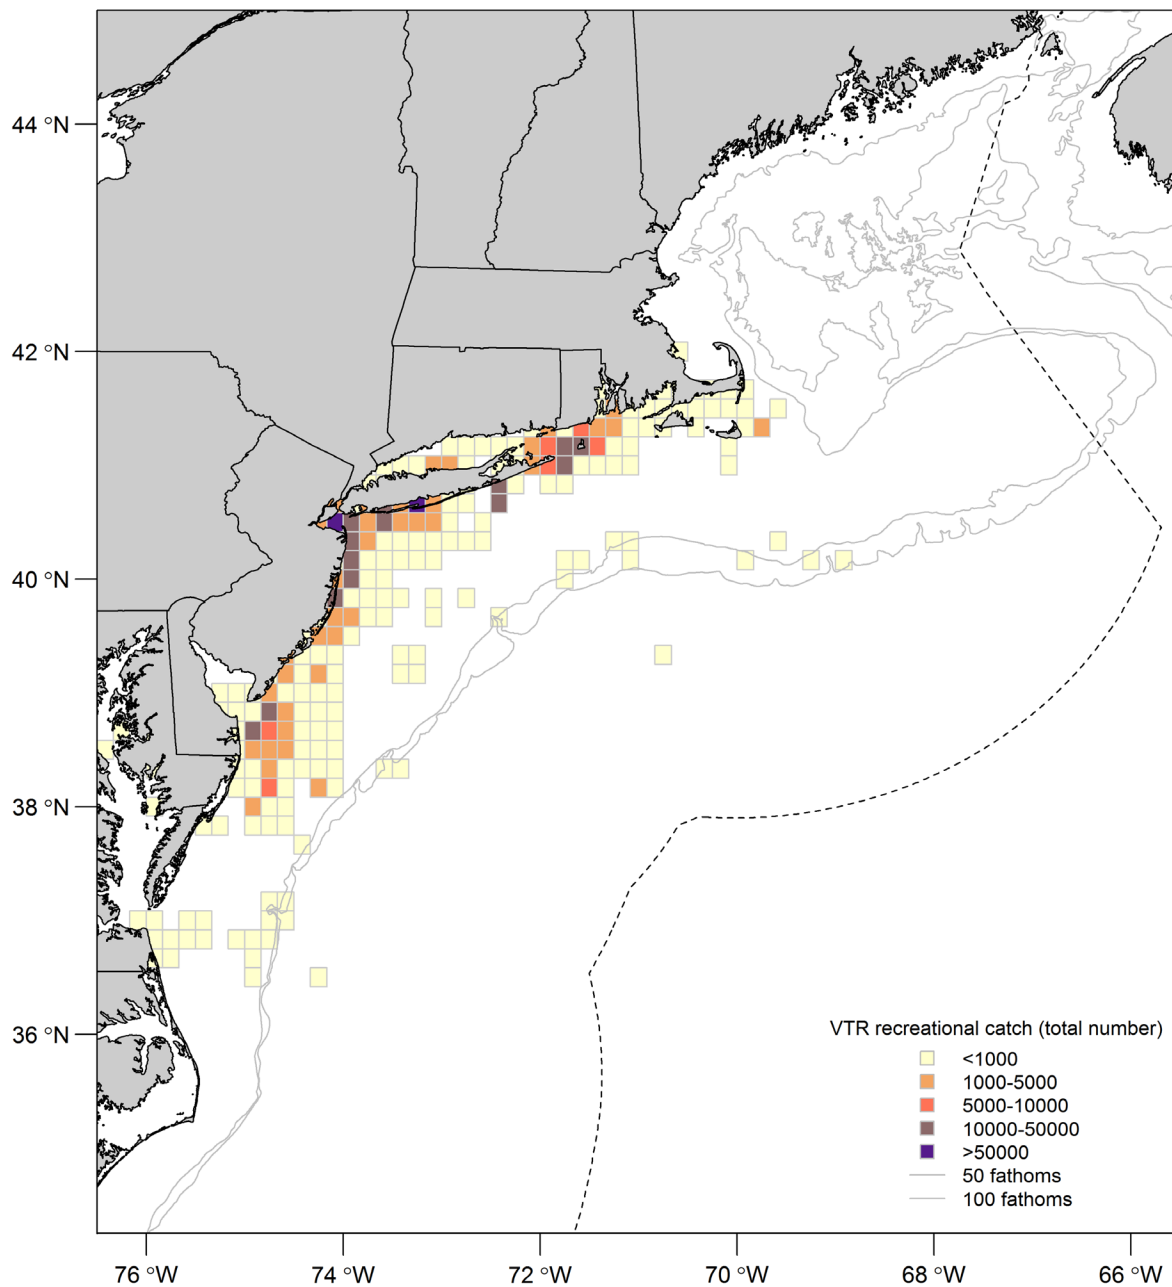 44 °N
42 °N
40 °N
38 °N
36 °N
VTR recreational catch (total number)
<1000
1000-5000
5000-10000
10000-50000
>50000
50 fathoms
100 fathoms
76 °W
74 °W
72 °W
70 °W
68 °W
66 °W